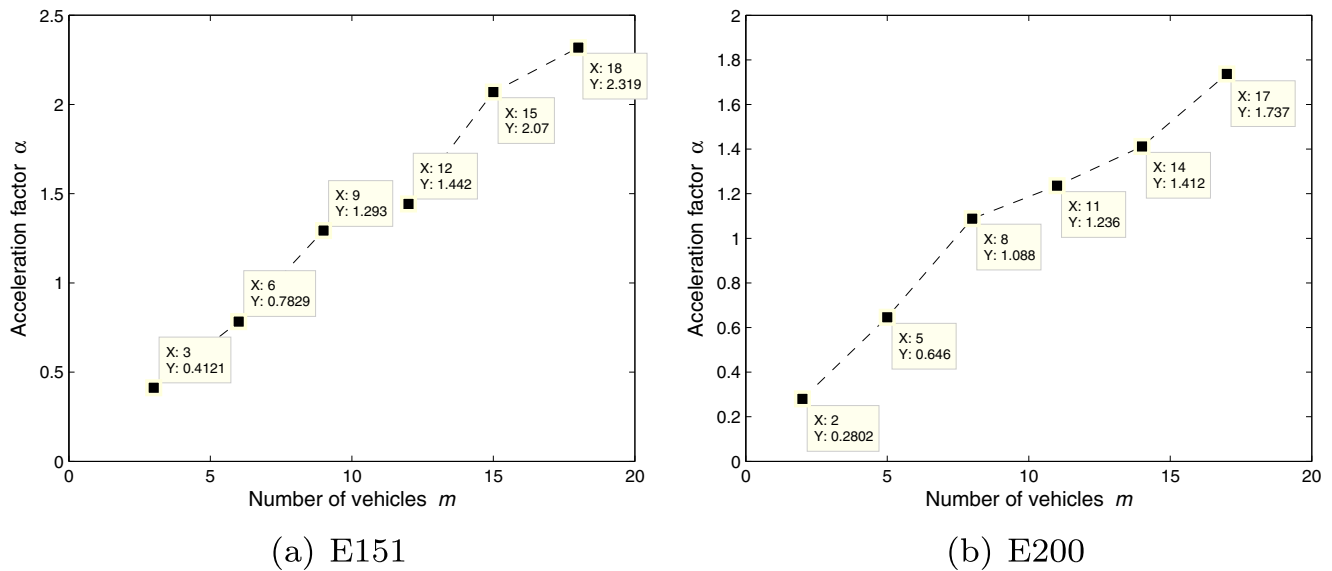 2.5
2
1.5
1
0.5
0
0
5
10
15
20
Acceleration factor α
Number of vehicles m
X: 3
Y: 0.4121
X: 6
Y: 0.7829
X: 9
Y: 1.293
X: 12
Y: 1.442
X: 15
Y: 2.07
X: 18
Y: 2.319
(a) E151
2
1.8
1.6
1.4
1.2
1
0.8
0.6
0.4
0.2
0
0
5
10
15
20
Acceleration factor α
Number of vehicles m
X: 2
Y: 0.2802
X: 5
Y: 0.646
X: 8
Y: 1.088
X: 11
Y: 1.236
X: 14
Y: 1.412
X: 17
Y: 1.737
(b) E200